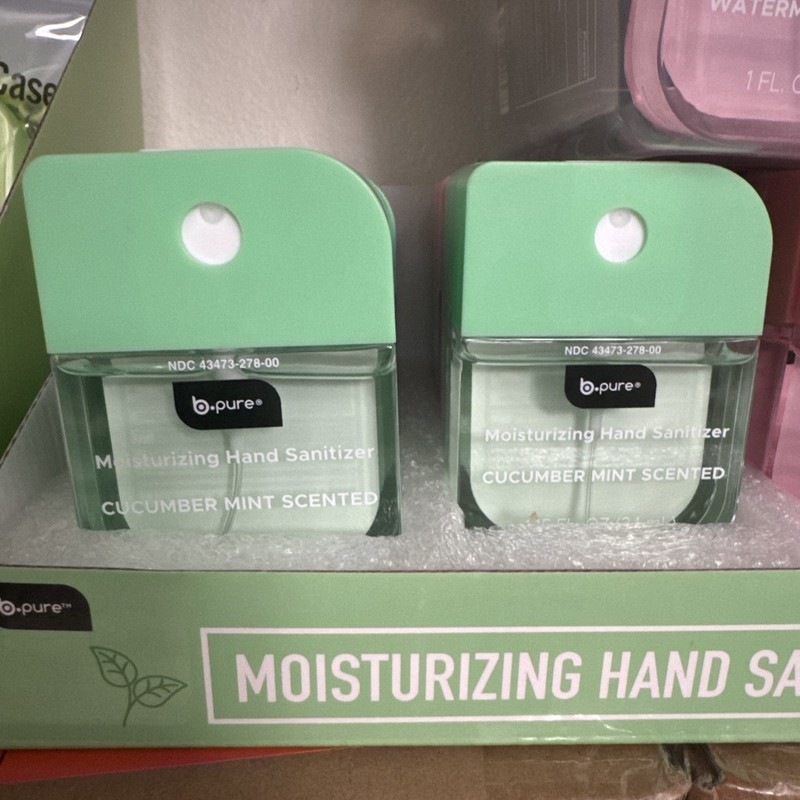 Case
WATERM
1 FL. O
NDC 43473-278-00
b.pure®
Moisturizing Hand Sanitizer
CUCUMBER MINT SCENTED
NDC 43473-278-00
b.pure®
Moisturizing Hand Sanitizer
CUCUMBER MINT SCENTED
b.pure™
MOISTURIZING HAND SA